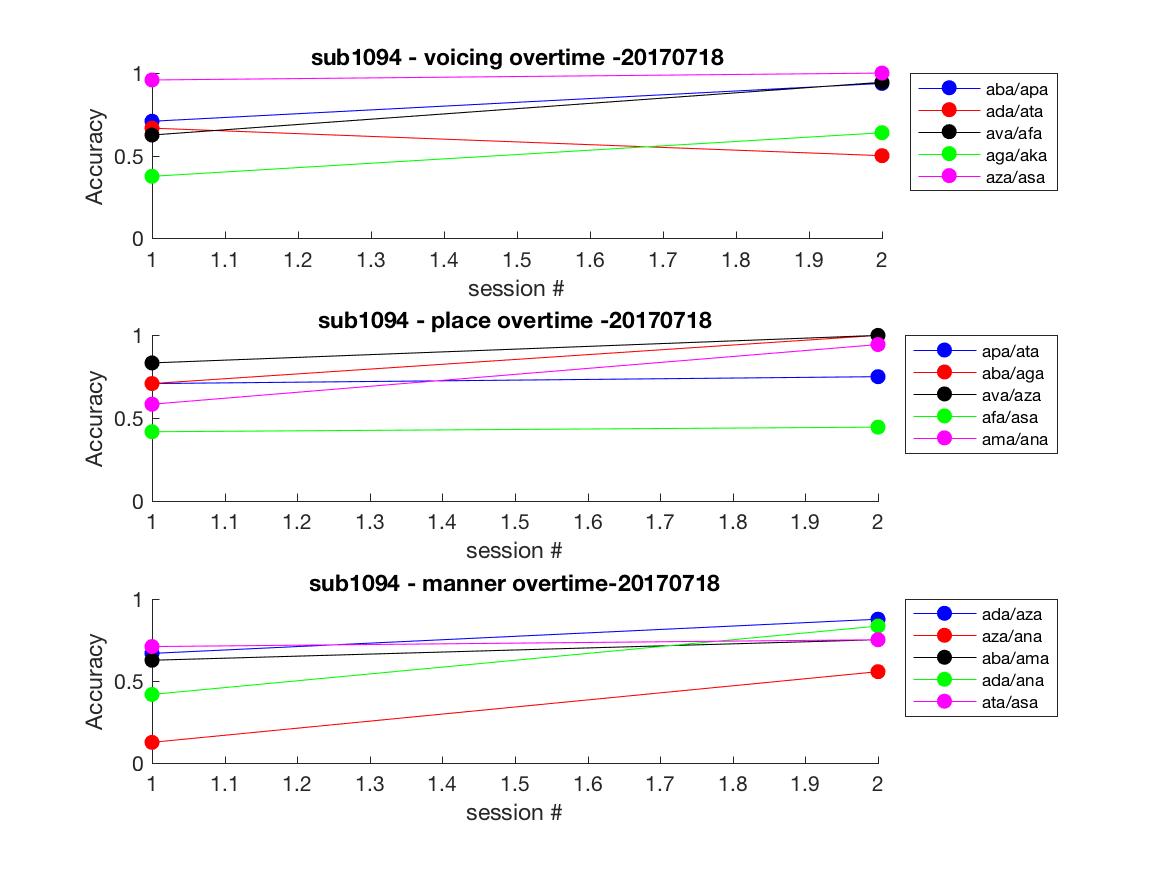 sub1094 - voicing overtime -20170718
1
0.5
0
Accuracy
1 1.1 1.2 1.3 1.4 1.5 1.6 1.7 1.8 1.9 2
session #
aba/apa
ada/ata
ava/afa
aga/aka
aza/asa
sub1094 - place overtime -20170718
1
0.5
0
Accuracy
1 1.1 1.2 1.3 1.4 1.5 1.6 1.7 1.8 1.9 2
session #
apa/ata
aba/aga
ava/aza
afa/asa
ama/ana
sub1094 - manner overtime-20170718
1
0.5
0
Accuracy
1 1.1 1.2 1.3 1.4 1.5 1.6 1.7 1.8 1.9 2
session #
ada/aza
aza/ana
aba/ama
ada/ana
ata/asa